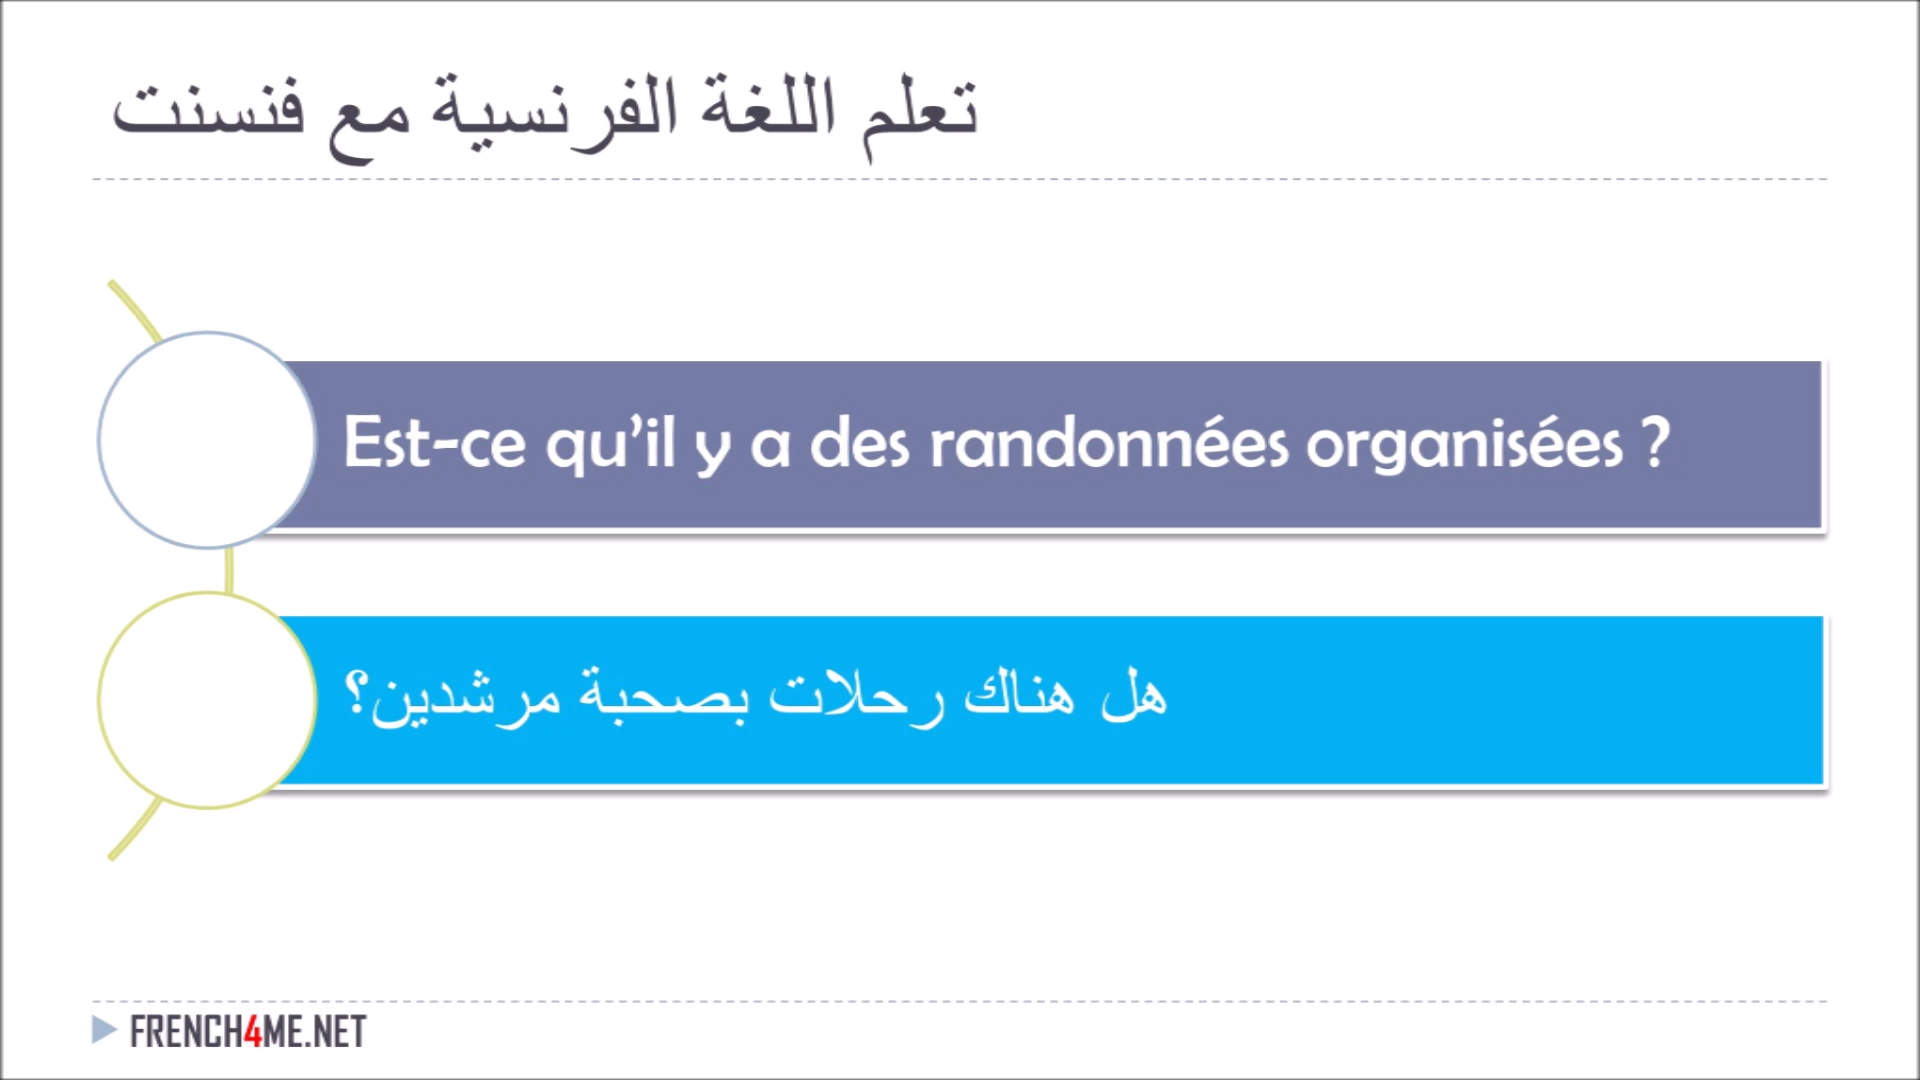 تعلم اللغة الفرنسية مع فنسنت
Est-ce qu’il y a des randonnées organisées ?
هل هناك رحلات بصحبة مرشدين؟
FRENCH4ME.NET